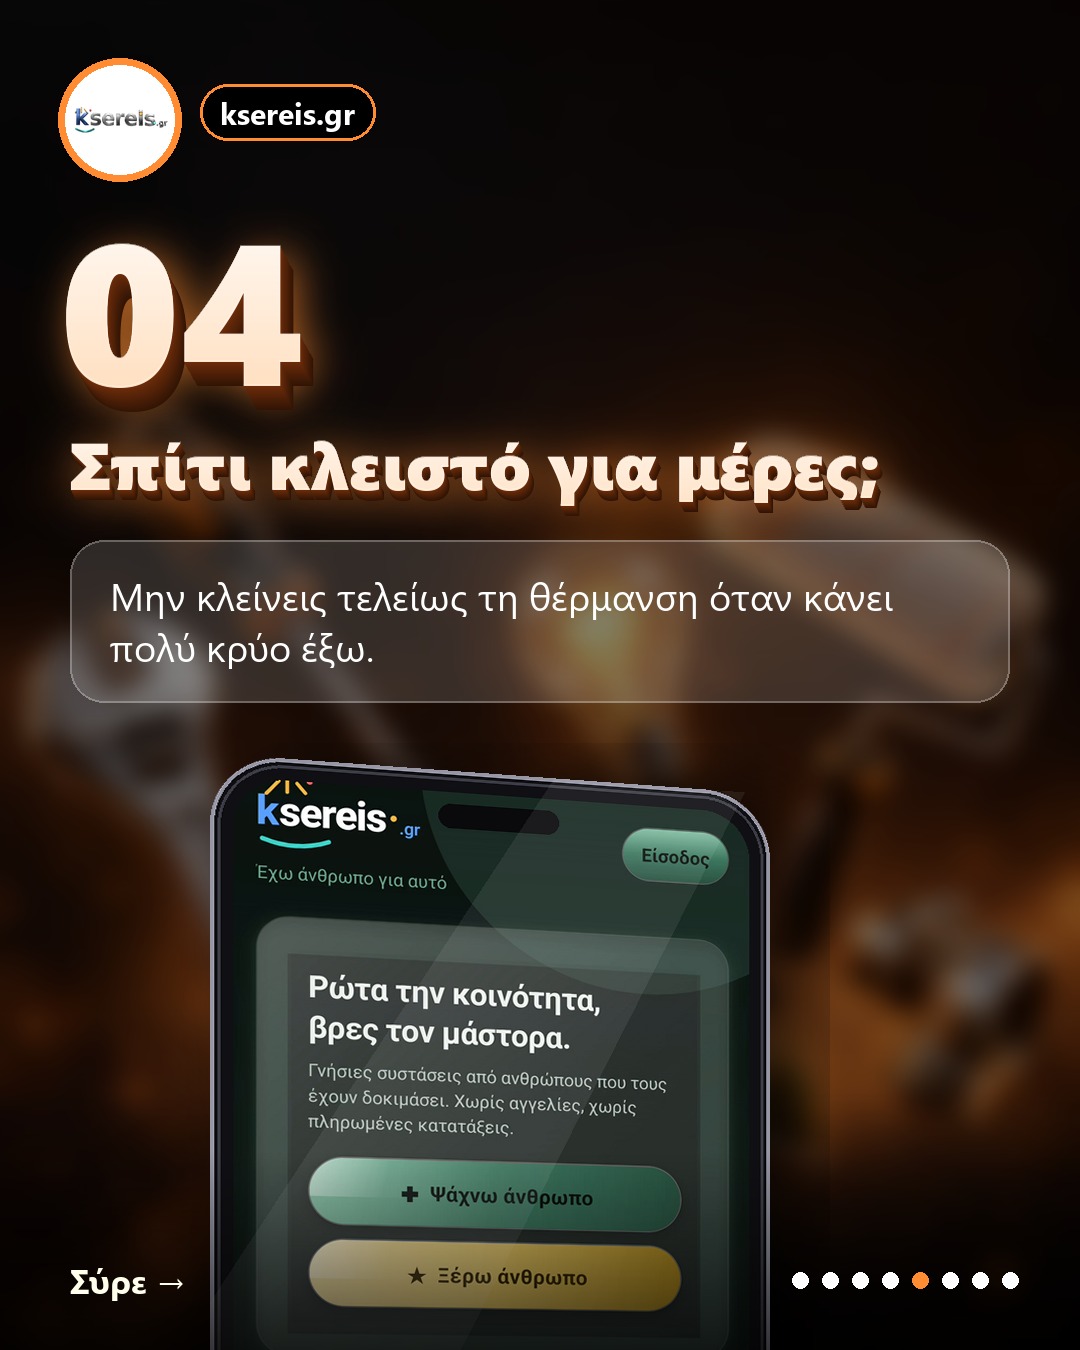 ksereis.gr
ksereis.gr
04
Σπίτι κλειστό για μέρες;
Μην κλείνεις τελείως τη θέρμανση όταν κάνει
πολύ κρύο έξω.
ksereis.gr
Είσοδος
Έχω άνθρωπο για αυτό
Ρώτα την κοινότητα,
βρες τον μάστορα.
Γνήσιες συστάσεις από ανθρώπους που τους
έχουν δοκιμάσει. Χωρίς αγγελίες, χωρίς
πληρωμένες κατατάξεις.
✚ Ψάχνω άνθρωπο
★ Ξέρω άνθρωπο
Σύρε →